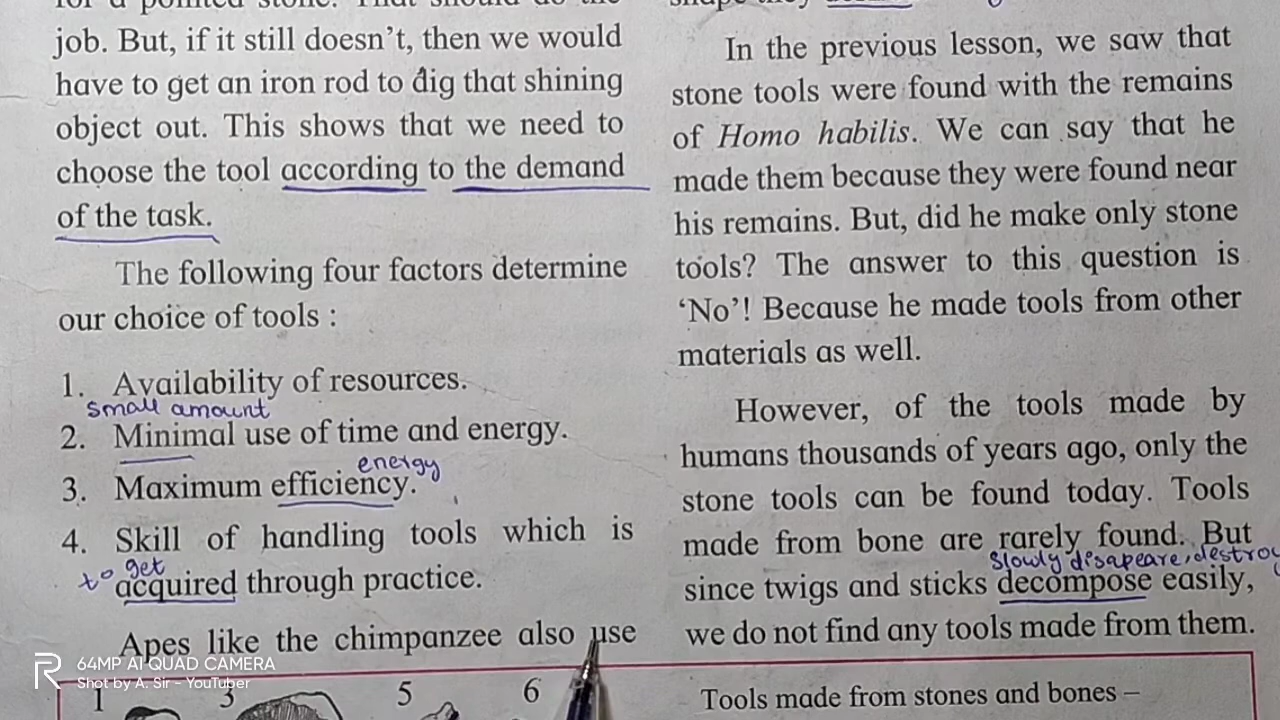 job. But, if it still doesn't, then we would
have to get an iron rod to dig that shining
object out. This shows that we need to
choose the tool according to the demand
of the task.
The following four factors determine
our choice of tools :
1. Availability of resources.
small amount
2. Minimal use of time and energy.
energy
3. Maximum efficiency.
4. Skill of handling tools which is
to get
acquired through practice.
Apes like the chimpanzee also use
In the previous lesson, we saw that
stone tools were found with the remains
of Homo habilis. We can say that he
made them because they were found near
his remains. But, did he make only stone
tools? The answer to this question is
‘No’! Because he made tools from other
materials as well.
However, of the tools made by
humans thousands of years ago, only the
stone tools can be found today. Tools
made from bone are rarely found. But
Slowly disapeare, destroy
since twigs and sticks decompose easily,
we do not find any tools made from them.
64MP AI QUAD CAMERA
Shot by A. Sir - YouTuber
1 3 5 6
Tools made from stones and bones –